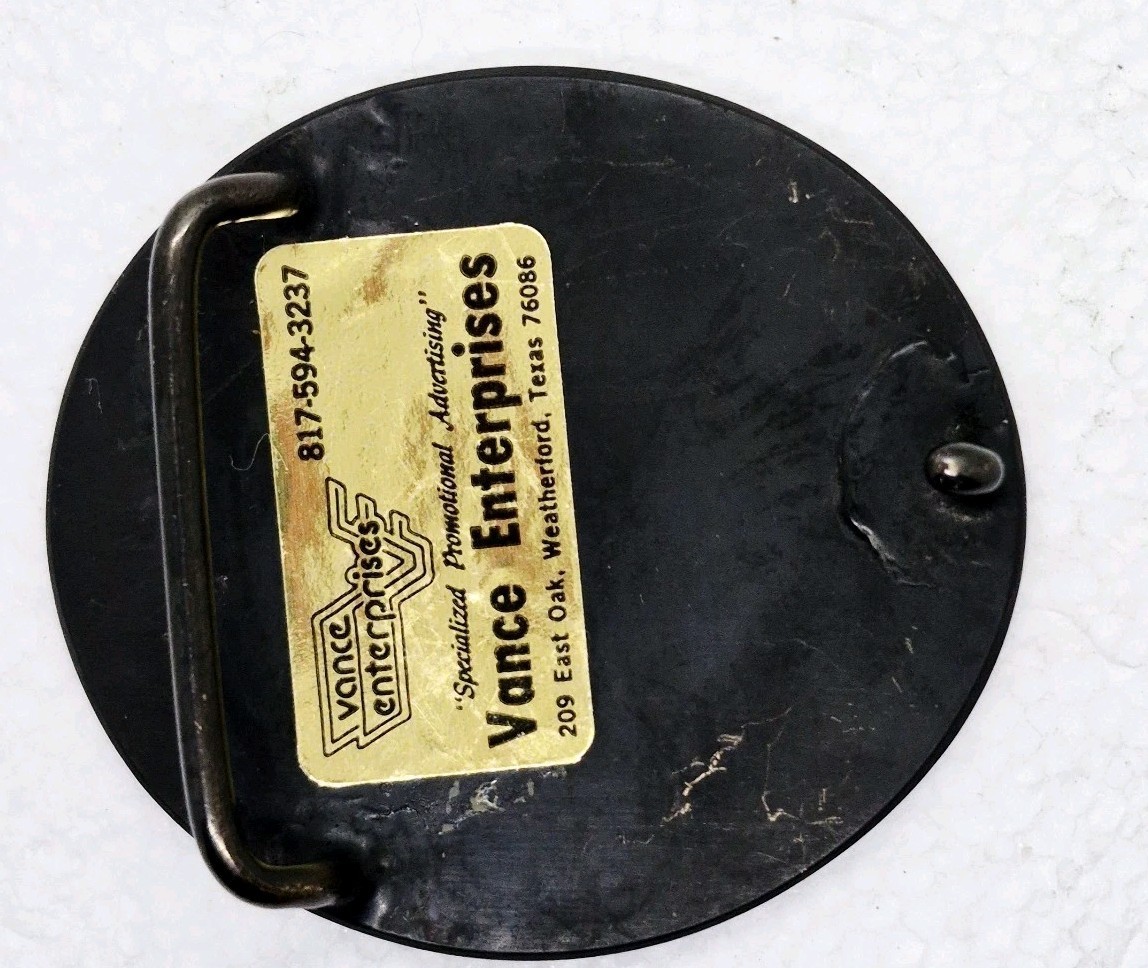 817-594-3237
vance
enterprises
"Specialized Promotional Advertising"
Vance Enterprises
209 East Oak, Weatherford, Texas 76086